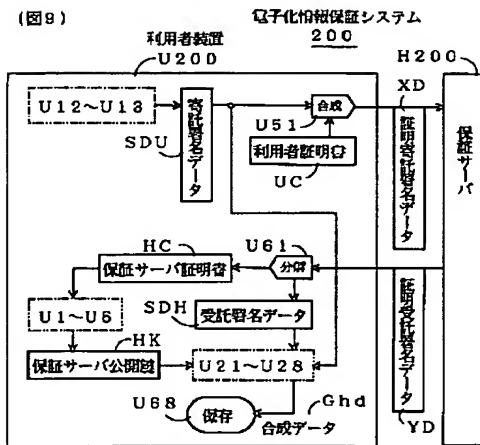 (図9)
電子化情報保証システム
200
利用者装置
U200
H200
XD
U12~U13
寄託署名データ
SDU
合成
U51
利用者証明書
UC
証明寄託署名データ
保証サーバ
HC
U61
保証サーバ証明書
分解
SDH
受託署名データ
U1~U6
HK
保証サーバ公開鍵
U21~U28
証明受託署名データ
U68
保存
Ghd
合成データ
YD